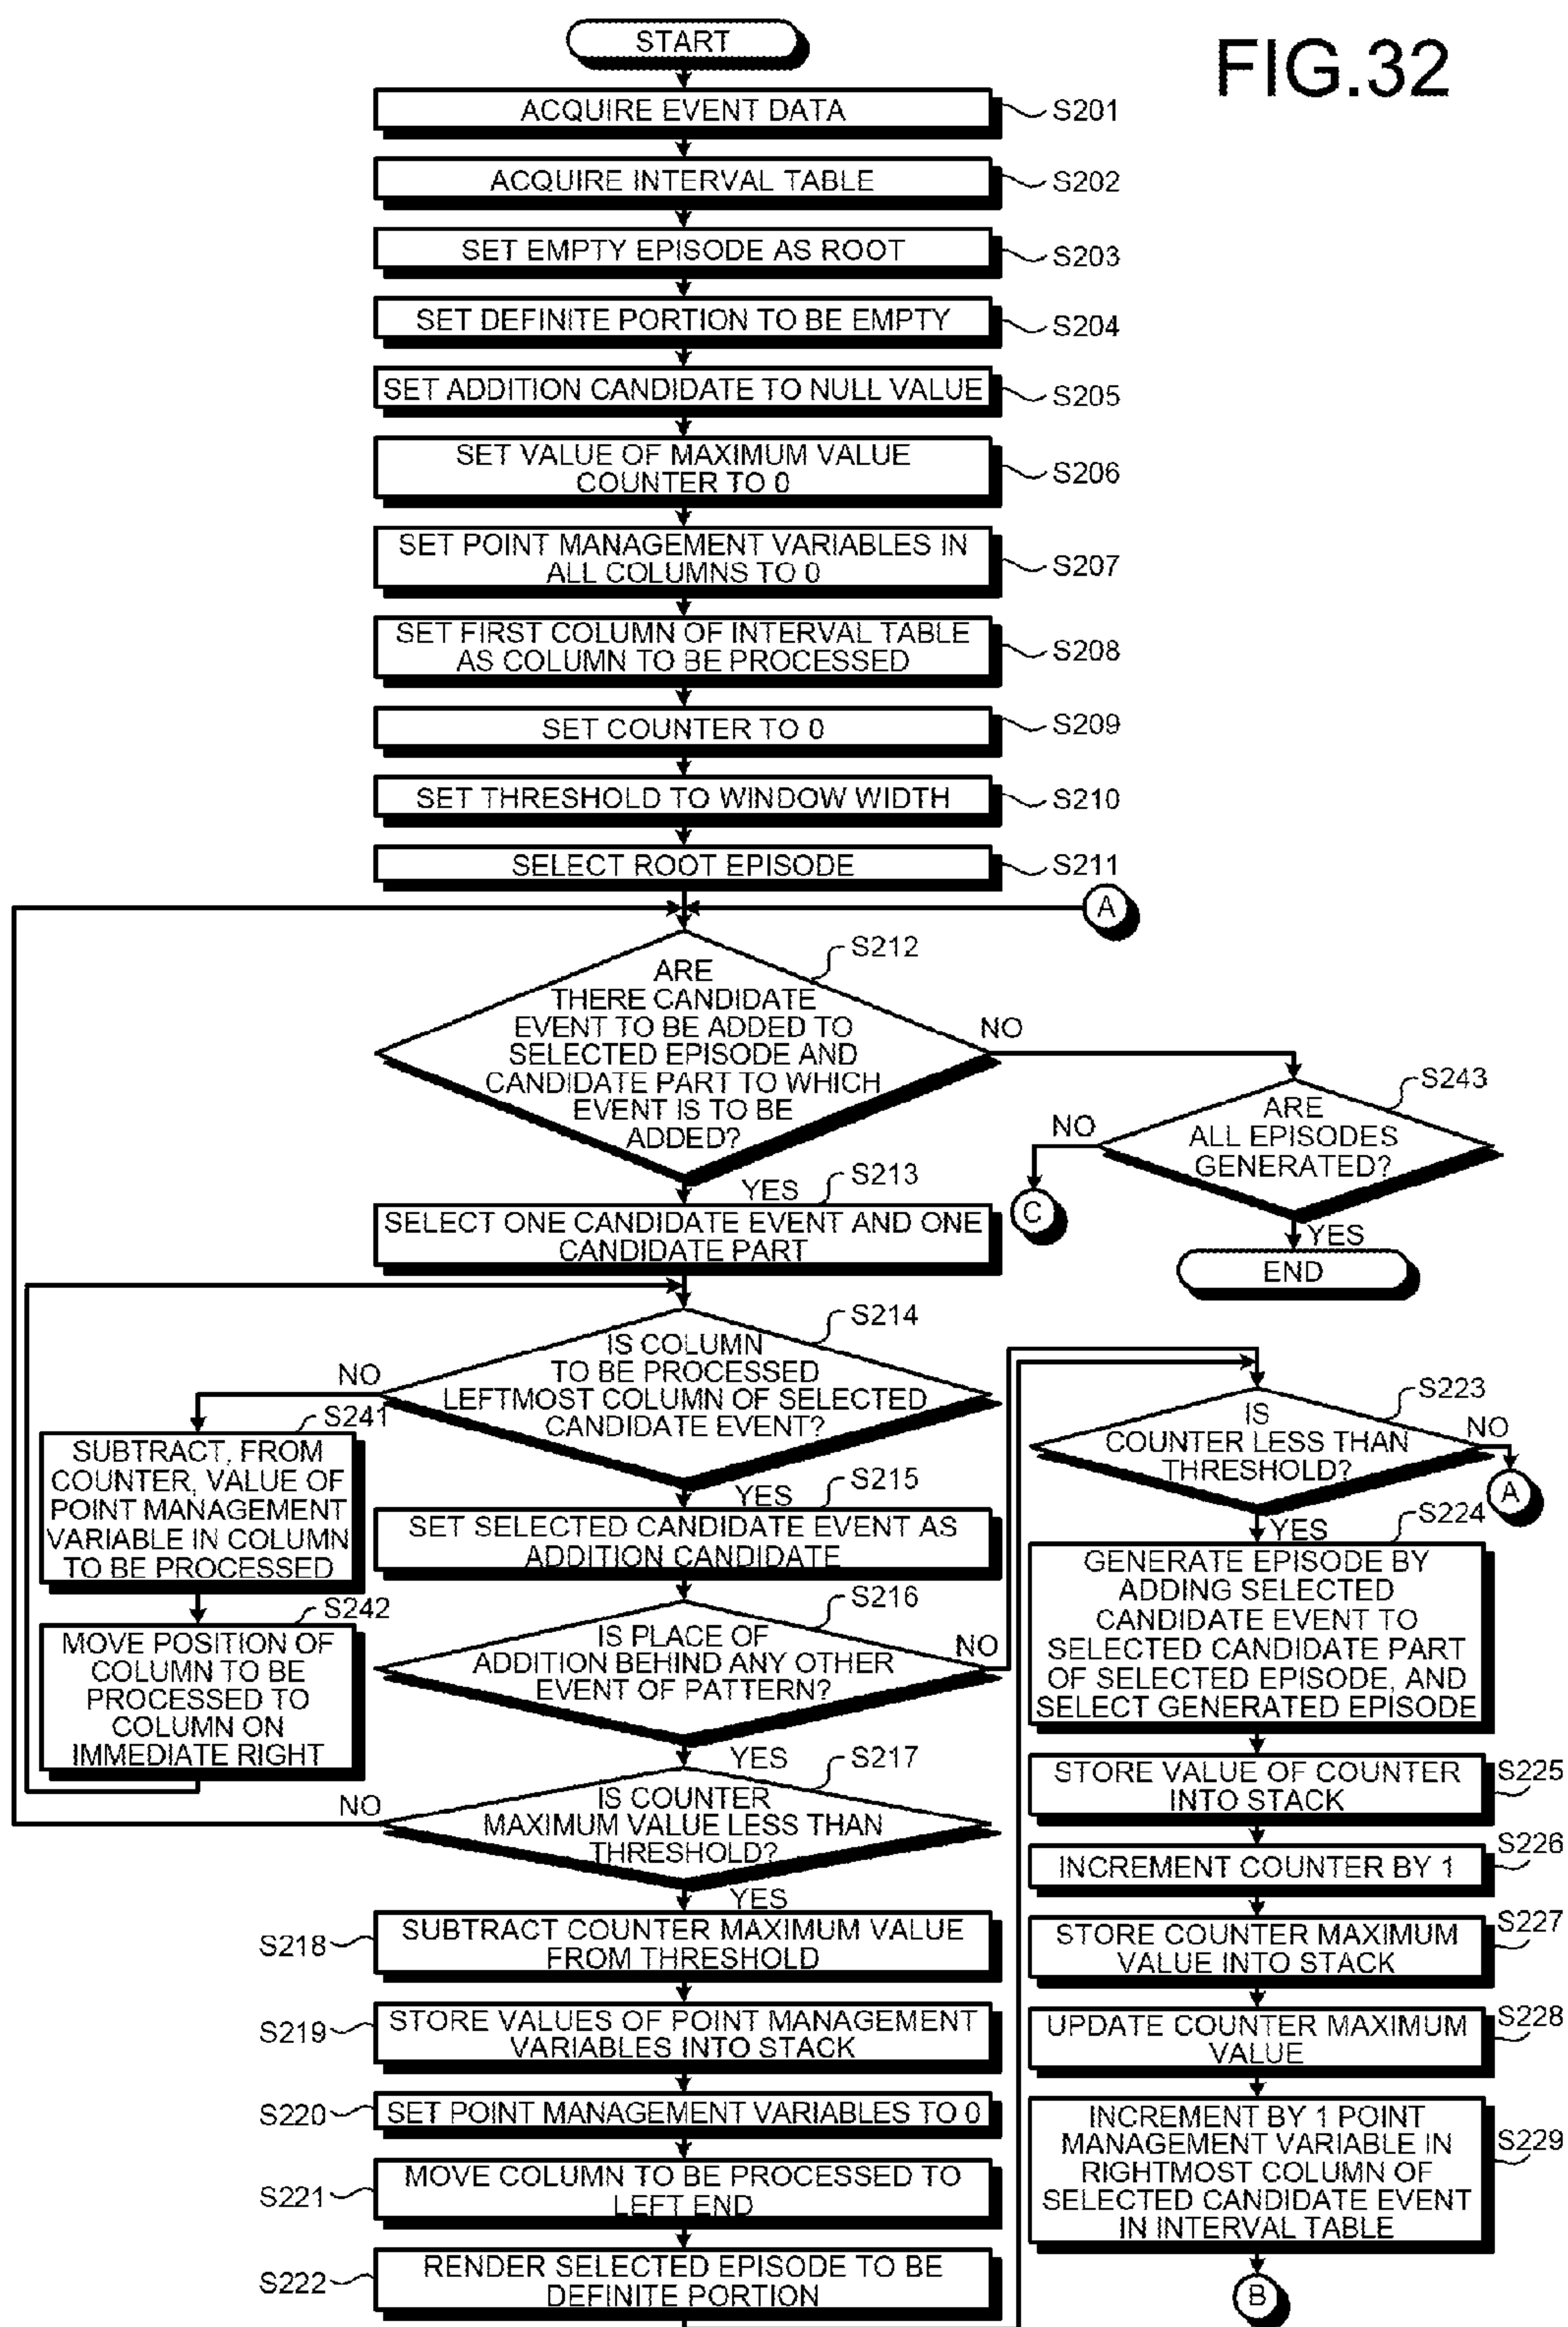 FIG.32
START
ACQUIRE EVENT DATA
S201
ACQUIRE INTERVAL TABLE
S202
SET EMPTY EPISODE AS ROOT
S203
SET DEFINITE PORTION TO BE EMPTY
S204
SET ADDITION CANDIDATE TO NULL VALUE
S205
SET VALUE OF MAXIMUM VALUE
COUNTER TO 0
S206
SET POINT MANAGEMENT VARIABLES IN
ALL COLUMNS TO 0
S207
SET FIRST COLUMN OF INTERVAL TABLE
AS COLUMN TO BE PROCESSED
S208
SET COUNTER TO 0
S209
SET THRESHOLD TO WINDOW WIDTH
S210
SELECT ROOT EPISODE
S211
A
S212
ARE
THERE CANDIDATE
EVENT TO BE ADDED TO
SELECTED EPISODE AND
CANDIDATE PART TO WHICH
EVENT IS TO BE
ADDED?
NO
YES
S243
ARE
ALL EPISODES
GENERATED?
NO
C
YES
END
S213
SELECT ONE CANDIDATE EVENT AND ONE
CANDIDATE PART
S214
IS COLUMN
TO BE PROCESSED
LEFTMOST COLUMN OF SELECTED
CANDIDATE EVENT?
NO
YES
S241
SUBTRACT, FROM
COUNTER, VALUE OF
POINT MANAGEMENT
VARIABLE IN COLUMN
TO BE PROCESSED
S242
MOVE POSITION OF
COLUMN TO BE
PROCESSED TO
COLUMN ON
IMMEDIATE RIGHT
S215
SET SELECTED CANDIDATE EVENT AS
ADDITION CANDIDATE
S216
IS PLACE OF
ADDITION BEHIND ANY OTHER
EVENT OF PATTERN?
NO
YES
S217
IS COUNTER
MAXIMUM VALUE LESS THAN
THRESHOLD?
NO
YES
S218
SUBTRACT COUNTER MAXIMUM VALUE
FROM THRESHOLD
S219
STORE VALUES OF POINT MANAGEMENT
VARIABLES INTO STACK
S220
SET POINT MANAGEMENT VARIABLES TO 0
S221
MOVE COLUMN TO BE PROCESSED TO
LEFT END
S222
RENDER SELECTED EPISODE TO BE
DEFINITE PORTION
S223
IS
COUNTER LESS THAN
THRESHOLD?
NO
A
YES
S224
GENERATE EPISODE BY
ADDING SELECTED
CANDIDATE EVENT TO
SELECTED CANDIDATE PART
OF SELECTED EPISODE, AND
SELECT GENERATED EPISODE
STORE VALUE OF COUNTER
INTO STACK
S225
INCREMENT COUNTER BY 1
S226
STORE COUNTER MAXIMUM
VALUE INTO STACK
S227
UPDATE COUNTER MAXIMUM
VALUE
S228
INCREMENT BY 1 POINT
MANAGEMENT VARIABLE IN
RIGHTMOST COLUMN OF
SELECTED CANDIDATE EVENT
IN INTERVAL TABLE
S229
B